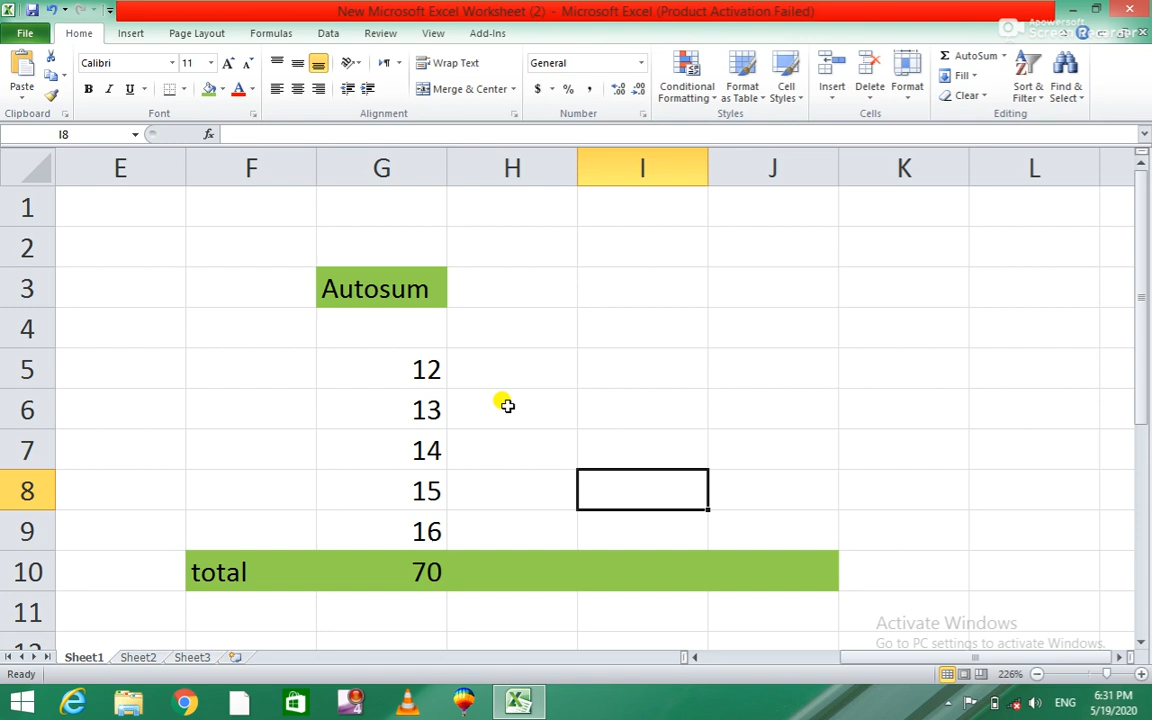 New Microsoft Excel Worksheet (2) - Microsoft Excel (Product Activation Failed)
Apowersoft
Screen Recorder
File Home Insert Page Layout Formulas Data Review View Add-Ins
Paste
Calibri 11
B I U
Wrap Text
Merge & Center
General
$ % ,
Conditional Formatting
Format as Table
Cell Styles
Insert
Delete
Format
Σ AutoSum
Fill
Clear
Sort & Filter
Find & Select
Clipboard Font Alignment Number Styles Cells Editing
I8 fx
E F G H I J K L
1
2
3 Autosum
4
5 12
6 13
7 14
8 15
9 16
10 total 70
11
12
Activate Windows
Go to PC settings to activate Windows.
Sheet1 Sheet2 Sheet3
Ready 226%
ENG
6:31 PM
5/19/2020